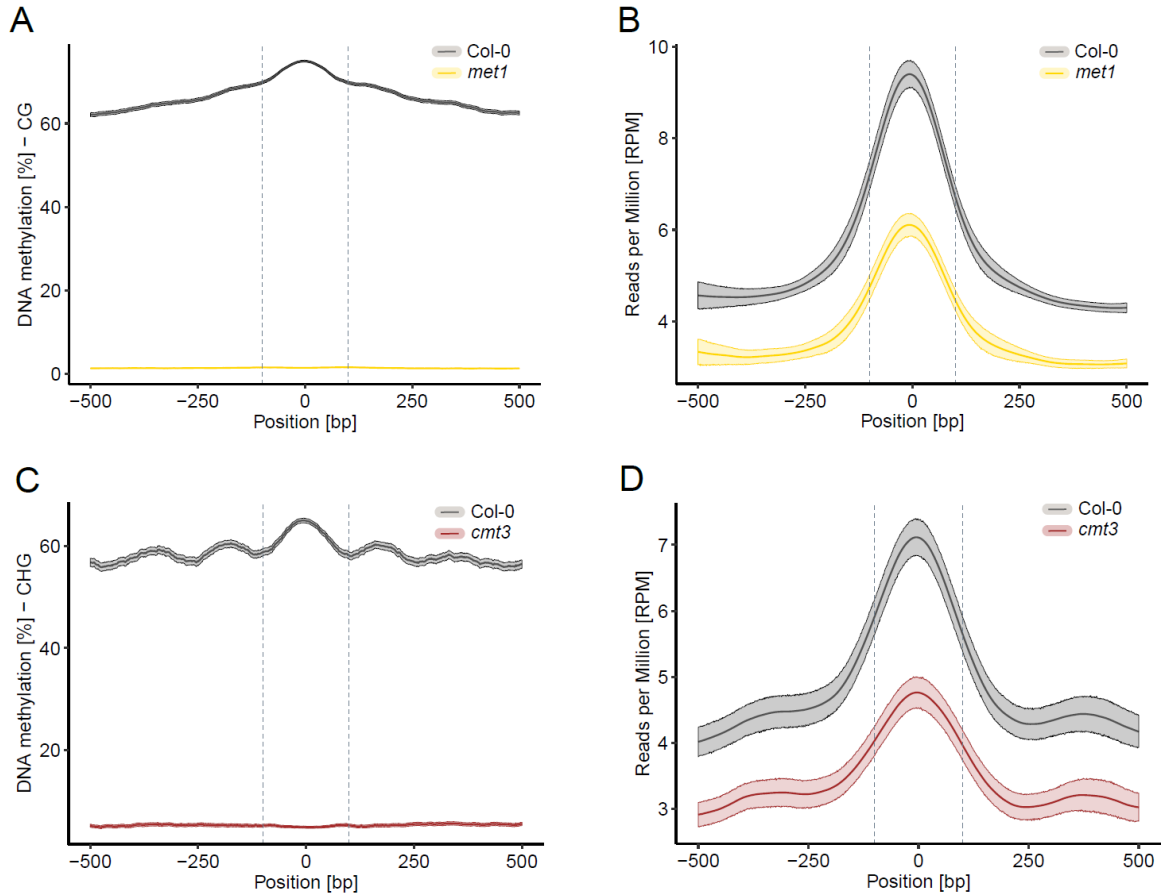 A
DNA methylation [%] − CG
60
40
20
0
−500
−250
0
250
500
Position [bp]
Col-0
met1
B
Reads per Million [RPM]
10
8
6
4
−500
−250
0
250
500
Position [bp]
Col-0
met1
C
DNA methylation [%] − CHG
60
40
20
−500
−250
0
250
500
Position [bp]
Col-0
cmt3
D
Reads per Million [RPM]
7
6
5
4
3
−500
−250
0
250
500
Position [bp]
Col-0
cmt3